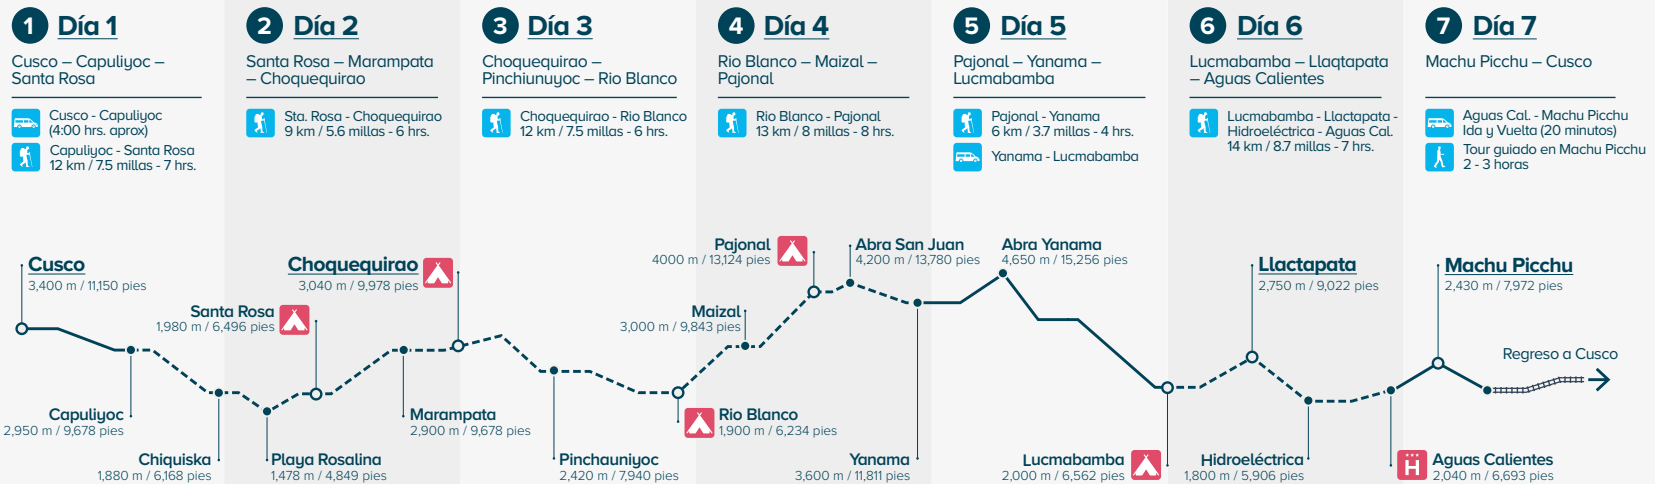 1 Día 1
Cusco – Capuliyoc –
Santa Rosa
Cusco - Capuliyoc
(4:00 hrs. aprox)
Capuliyoc - Santa Rosa
12 km / 7.5 millas - 7 hrs.
2 Día 2
Santa Rosa – Marampata
– Choquequirao
Sta. Rosa - Choquequirao
9 km / 5.6 millas - 6 hrs.
3 Día 3
Choquequirao –
Pinchiunuyoc – Rio Blanco
Choquequirao - Rio Blanco
12 km / 7.5 millas - 6 hrs.
4 Día 4
Rio Blanco – Maizal –
Pajonal
Rio Blanco - Pajonal
13 km / 8 millas - 8 hrs.
5 Día 5
Pajonal – Yanama –
Lucmabamba
Pajonal - Yanama
6 km / 3.7 millas - 4 hrs.
Yanama - Lucmabamba
6 Día 6
Lucmabamba – Llaqtapata
– Aguas Calientes
Lucmabamba - Llactapata -
Hidroeléctrica - Aguas Cal.
14 km / 8.7 millas - 7 hrs.
7 Día 7
Machu Picchu – Cusco
Aguas Cal. - Machu Picchu
Ida y Vuelta (20 minutos)
Tour guiado en Machu Picchu
2 - 3 horas
Cusco
3,400 m / 11,150 pies
Capuliyoc
2,950 m / 9,678 pies
Chiquiska
1,880 m / 6,168 pies
Santa Rosa
1,980 m / 6,496 pies
Playa Rosalina
1,478 m / 4,849 pies
Choquequirao
3,040 m / 9,978 pies
Marampata
2,900 m / 9,678 pies
Pinchauniyoc
2,420 m / 7,940 pies
Rio Blanco
1,900 m / 6,234 pies
Maizal
3,000 m / 9,843 pies
Pajonal
4000 m / 13,124 pies
Abra San Juan
4,200 m / 13,780 pies
Yanama
3,600 m / 11,811 pies
Abra Yanama
4,650 m / 15,256 pies
Lucmabamba
2,000 m / 6,562 pies
Llactapata
2,750 m / 9,022 pies
Hidroeléctrica
1,800 m / 5,906 pies
H
Aguas Calientes
2,040 m / 6,693 pies
Machu Picchu
2,430 m / 7,972 pies
Regreso a Cusco